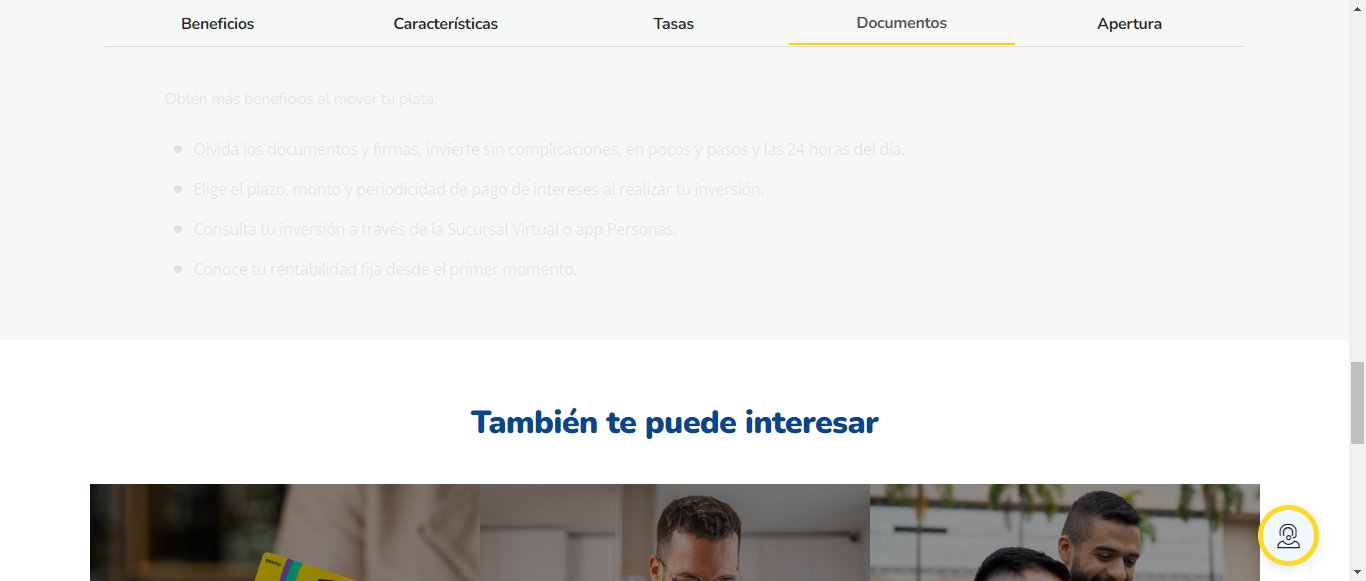 Beneficios Características Tasas Documentos Apertura
Obtén más beneficios al mover tu plata:
Olvida los documentos y firmas, invierte sin complicaciones, en pocos y pasos y las 24 horas del día.
Elige el plazo, monto y periodicidad de pago de intereses al realizar tu inversión.
Consulta tu inversión a través de la Sucursal Virtual o app Personas.
Conoce tu rentabilidad fija desde el primer momento.
También te puede interesar